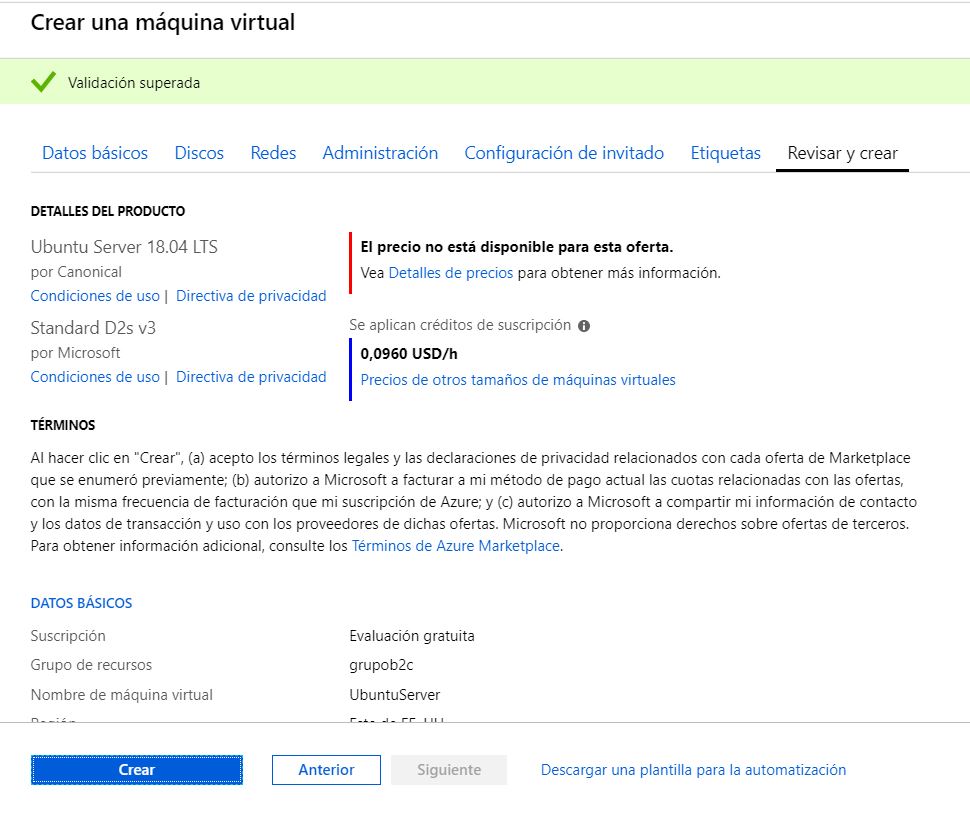 Crear una máquina virtual
Validación superada
Datos básicos Discos Redes Administración Configuración de invitado Etiquetas Revisar y crear
DETALLES DEL PRODUCTO
Ubuntu Server 18.04 LTS
por Canonical
Condiciones de uso | Directiva de privacidad
El precio no está disponible para esta oferta.
Vea Detalles de precios para obtener más información.
Standard D2s v3
por Microsoft
Condiciones de uso | Directiva de privacidad
Se aplican créditos de suscripción
0,0960 USD/h
Precios de otros tamaños de máquinas virtuales
TÉRMINOS
Al hacer clic en "Crear", (a) acepto los términos legales y las declaraciones de privacidad relacionados con cada oferta de Marketplace
que se enumeró previamente; (b) autorizo a Microsoft a facturar a mi método de pago actual las cuotas relacionadas con las ofertas,
con la misma frecuencia de facturación que mi suscripción de Azure; y (c) autorizo a Microsoft a compartir mi información de contacto
y los datos de transacción y uso con los proveedores de dichas ofertas. Microsoft no proporciona derechos sobre ofertas de terceros.
Para obtener información adicional, consulte los Términos de Azure Marketplace.
DATOS BÁSICOS
Suscripción Evaluación gratuita
Grupo de recursos grupob2c
Nombre de máquina virtual UbuntuServer
Región Este de EE. UU.
Crear Anterior Siguiente Descargar una plantilla para la automatización